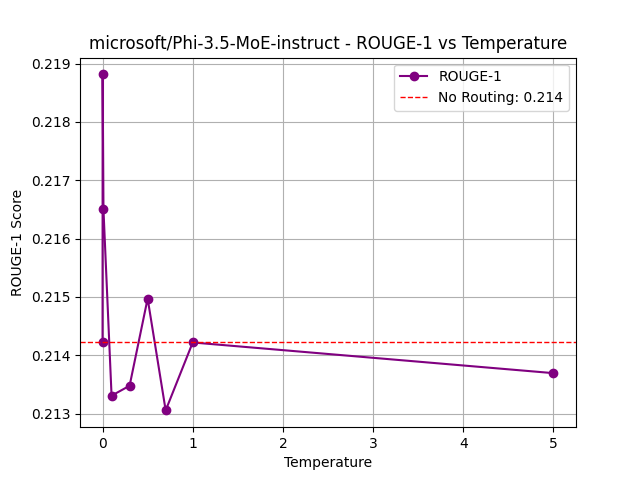 microsoft/Phi-3.5-MoE-instruct - ROUGE-1 vs Temperature
ROUGE-1
No Routing: 0.214
ROUGE-1 Score
0.219
0.218
0.217
0.216
0.215
0.214
0.213
0 1 2 3 4 5
Temperature